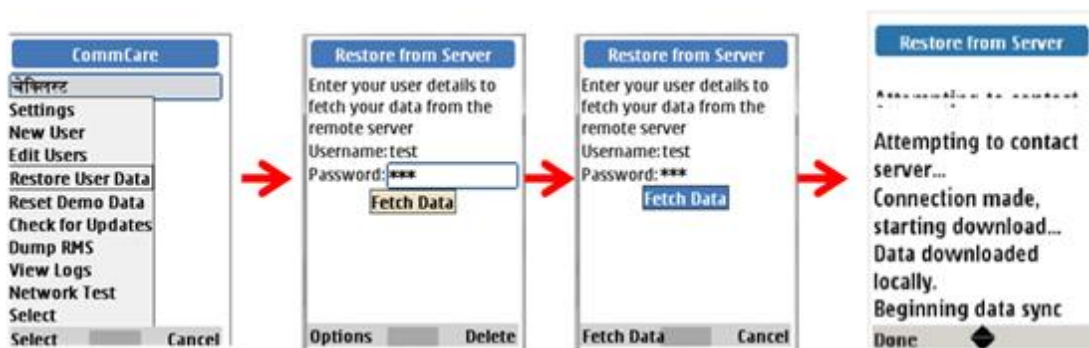 CommCare
चेकलिस्ट
Settings
New User
Edit Users
Restore User Data
Reset Demo Data
Check for Updates
Dump RMS
View Logs
Network Test
Select
Select Cancel
Restore from Server
Enter your user details to
fetch your data from the
remote server
Username: test
Password: ***
Fetch Data
Options Delete
Restore from Server
Enter your user details to
fetch your data from the
remote server
Username: test
Password: ***
Fetch Data
Fetch Data Cancel
Restore from Server
Attempting to contact
server...
Connection made,
starting download...
Data downloaded
locally.
Beginning data sync
Done